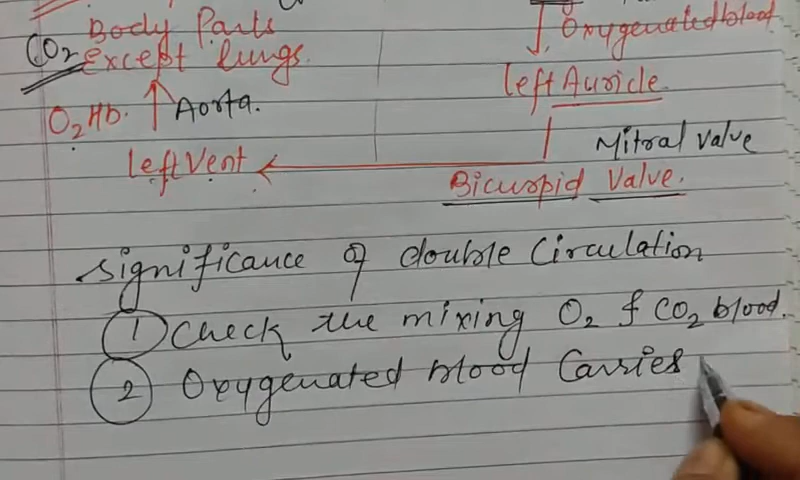 Oxygenated blood
Body Parts
CO2 Except lungs.
left Auricle
O2Hb. Aorta.
Mitral Valve
left Vent
Bicuspid Valve.
Significance of double Circulation
1 Check the mixing O2 & CO2 blood.
2 Oxygenated blood Carries